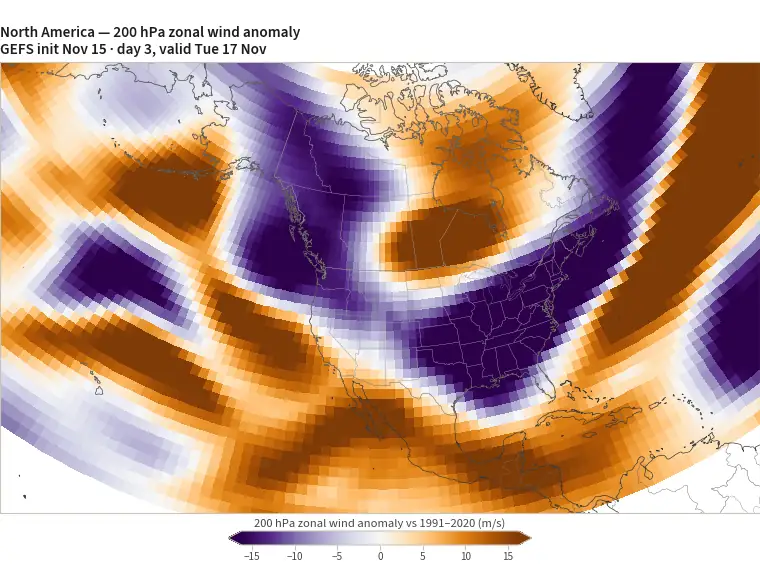 North America — 200 hPa zonal wind anomaly
GEFS init Nov 15 · day 3, valid Tue 17 Nov
200 hPa zonal wind anomaly vs 1991–2020 (m/s)
−15 −10 −5 0 5 10 15